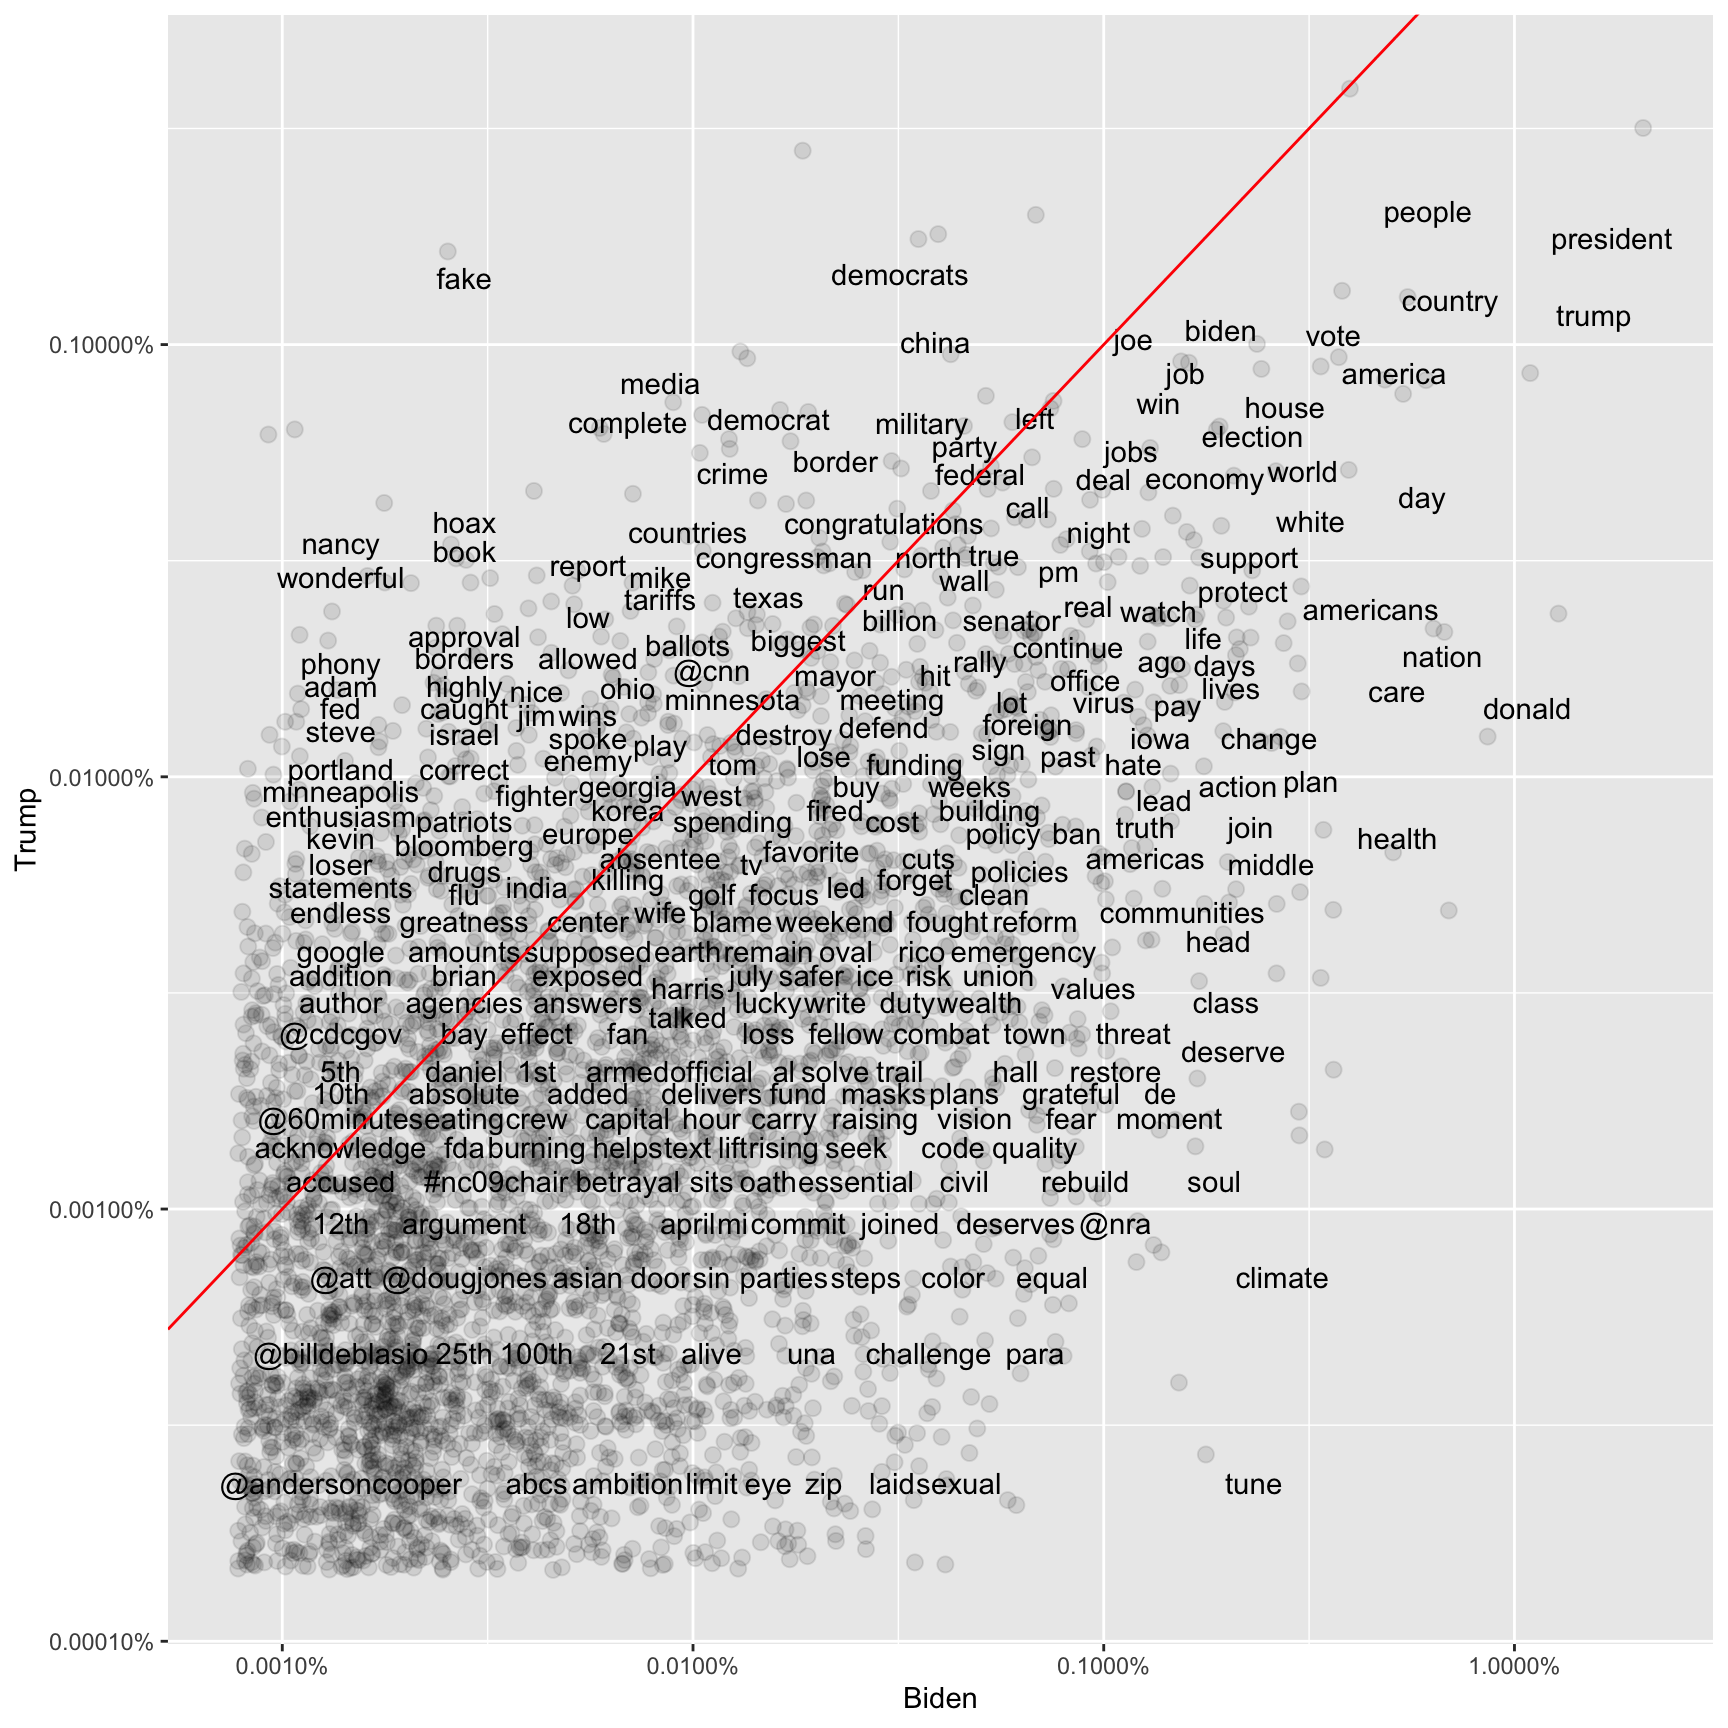 people
president
fake
democrats
country
trump
0.10000%
china
joe
biden
vote
media
job
america
complete
democrat
military
left
win
house
party
jobs
election
crime
border
federal
deal
economy
world
day
hoax
countries
congratulations
call
night
white
nancy
book
report
congressman
north
true
support
wonderful
mike
wall
pm
protect
tariffs
texas
run
real
watch
americans
low
billion
senator
life
approval
ballots
biggest
continue
nation
phony
borders
allowed
@cnn
mayor
hit
rally
ago
days
adam
highly
nice
ohio
minnesota
meeting
office
lives
care
fed
caught
jim
wins
lot
virus
pay
donald
steve
israel
spoke
play
destroy
defend
foreign
iowa
change
portland
correct
enemy
tom
lose
funding
sign
past
hate
0.01000%
minneapolis
fighter
georgia
west
buy
weeks
lead
action
plan
enthusiasm
patriots
korea
spending
fired
cost
building
truth
join
kevin
bloomberg
europe
absentee
tv
favorite
cuts
policy
ban
americas
health
loser
drugs
killing
forget
policies
middle
statements
flu
india
golf
focus
led
clean
endless
greatness
center
wife
blame
weekend
fought
reform
communities
google
amounts
supposed
earth
remain
oval
rico
emergency
head
addition
brian
exposed
harris
july
safer
ice
risk
union
values
author
agencies
answers
talked
lucky
write
duty
wealth
class
@cdcgov
bay
effect
fan
loss
fellow
combat
town
threat
deserve
5th
daniel
1st
armed
official
al
solve
trail
hall
restore
10th
absolute
added
delivers
fund
masks
plans
grateful
de
@60minutes
eating
crew
capital
hour
carry
raising
vision
fear
moment
acknowledge
fda
burning
helps
text
lift
rising
seek
code
quality
accused
#nc09
chair
betrayal
sits
oath
essential
civil
rebuild
soul
0.00100%
12th
argument
18th
april
mi
commit
joined
deserves
@nra
@att
@dougjones
asian
door
sin
parties
steps
color
equal
climate
@billdeblasio
25th
100th
21st
alive
una
challenge
para
@andersoncooper
abcs
ambition
limit
eye
zip
laid
sexual
tune
0.00010%
0.0010%
0.0100%
0.1000%
1.0000%
Biden
Trump